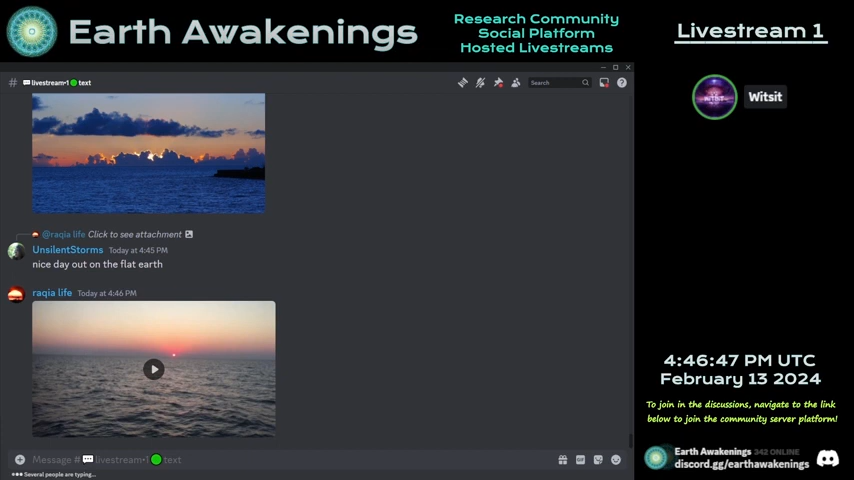 Earth Awakenings
Research Community
Social Platform
Hosted Livestreams
Livestream 1
# livestream•1 text
Search
WITSIT
Witsit
@raqia life Click to see attachment
UnsilentStorms Today at 4:45 PM
nice day out on the flat earth
raqia life Today at 4:46 PM
Message # livestream•1 text
GIF
Several people are typing...
4:46:47 PM UTC
February 13 2024
To join in the discussions, navigate to the link
below to join the community server platform!
Earth Awakenings 342 ONLINE
discord.gg/earthawakenings